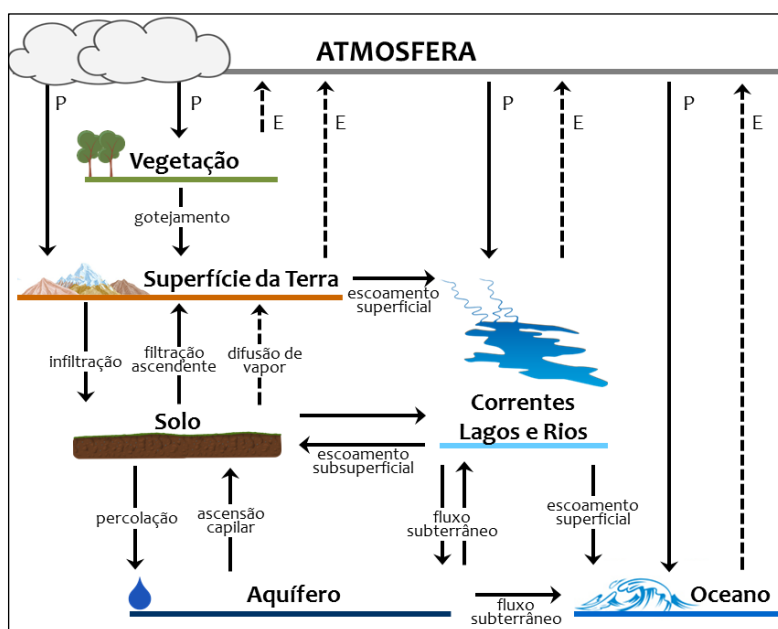 ATMOSFERA
P
P
E
E
P
E
P
E
Vegetação
gotejamento
Superfície da Terra
escoamento
superficial
infiltração
filtração
ascendente
difusão de
vapor
Solo
Correntes
Lagos e Rios
escoamento
subsuperficial
percolação
ascensão
capilar
fluxo
subterrâneo
escoamento
superficial
Aquífero
fluxo
subterrâneo
Oceano